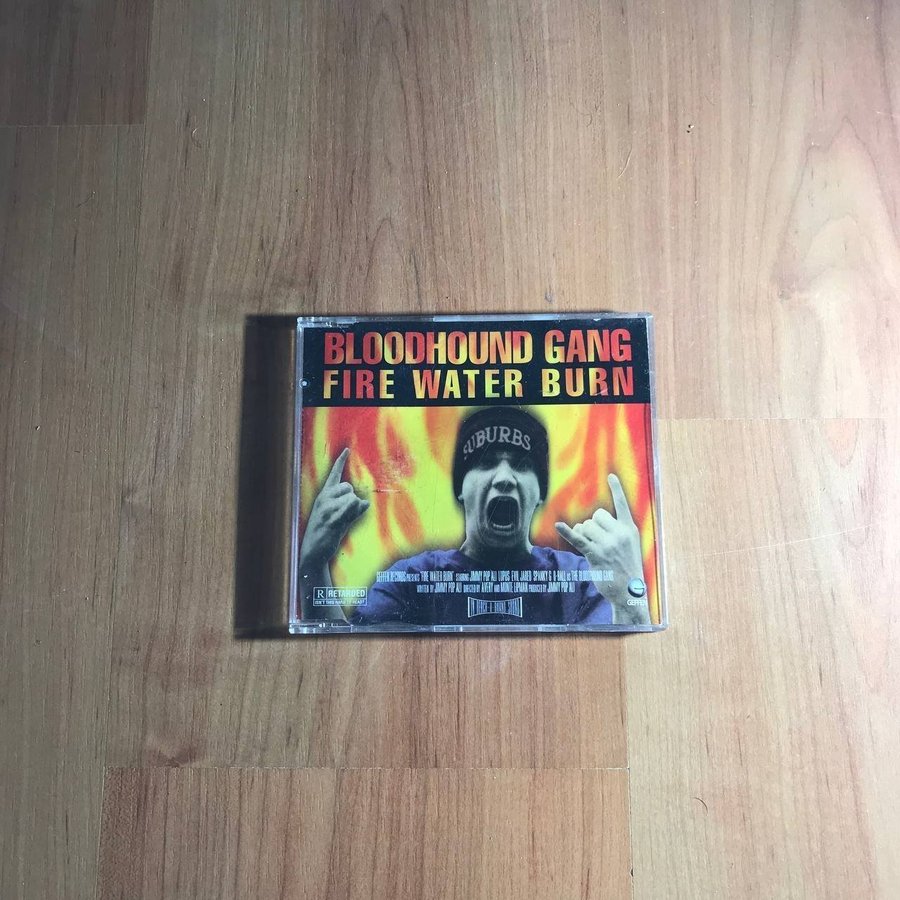 BLOODHOUND GANG
FIRE WATER BURN
SUBURBS
GEFFEN RECORDS PRESENTS "FIRE WATER BURN" STARRING JIMMY POP ALI LÜPÜS EVIL JARED SPANKY G Q-BALL AS THE BLOODHOUND GANG
WRITTEN BY JIMMY POP ALI DIRECTED BY AVERY AND MONTE LIPMAN PRODUCED BY JIMMY POP ALI
R RETARDED
GEFFEN